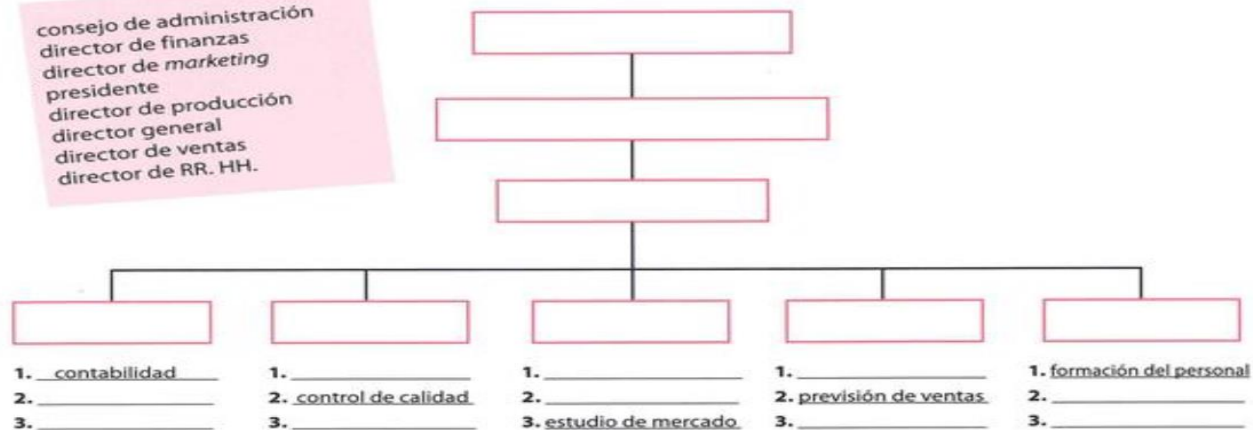 consejo de administración
director de finanzas
director de marketing
presidente
director de producción
director general
director de ventas
director de RR. HH.
1. contabilidad
2.
3.
1.
2. control de calidad
3.
1.
2.
3. estudio de mercado
1.
2. previsión de ventas
3.
1. formación del personal
2.
3.